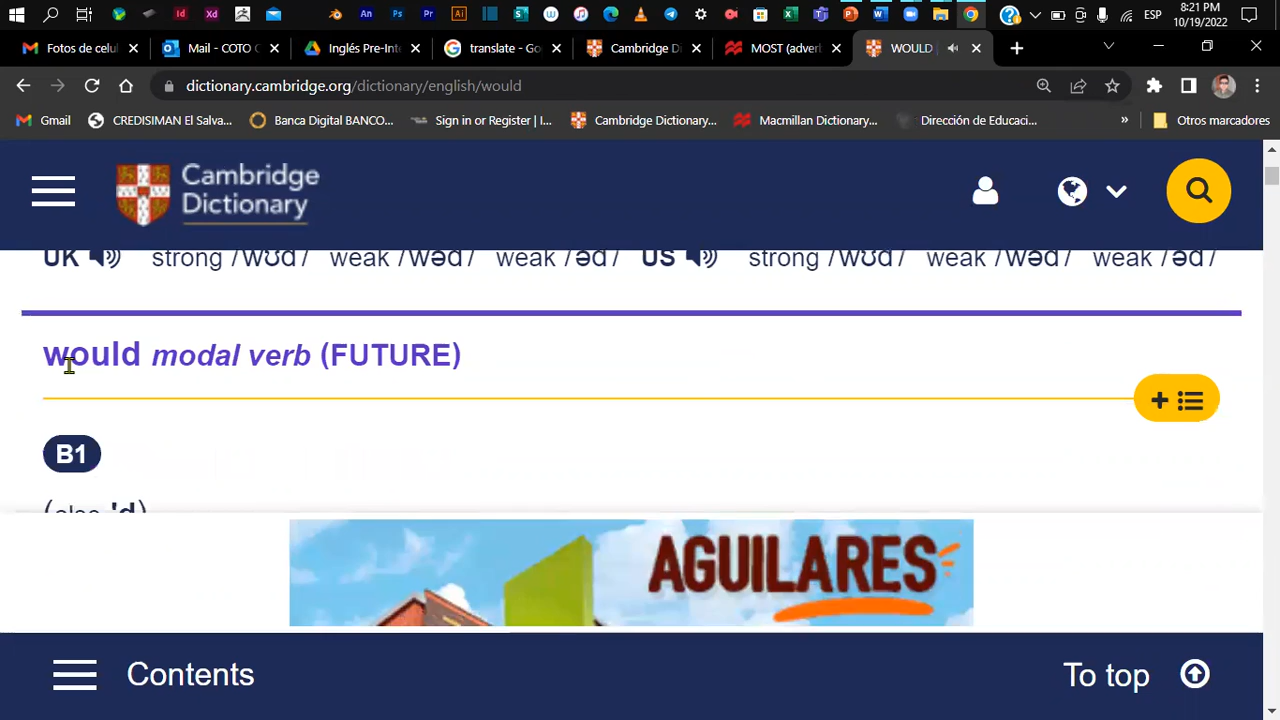 8:21 PM
ESP
10/19/2022
Fotos de celul
Mail - COTO C
Inglés Pre-Inte
translate - Goo
Cambridge Di
MOST (adverb
WOULD
dictionary.cambridge.org/dictionary/english/would
Gmail
CREDISIMAN El Salva...
Banca Digital BANCO...
Sign in or Register | I...
Cambridge Dictionary...
Macmillan Dictionary...
Dirección de Educaci...
»
Otros marcadores
Cambridge
Dictionary
UK strong /wʊd/ weak /wəd/ weak /əd/ US strong /wʊd/ weak /wəd/ weak /əd/
would modal verb (FUTURE)
B1
(also 'd)
AGUILARES
Contents
To top